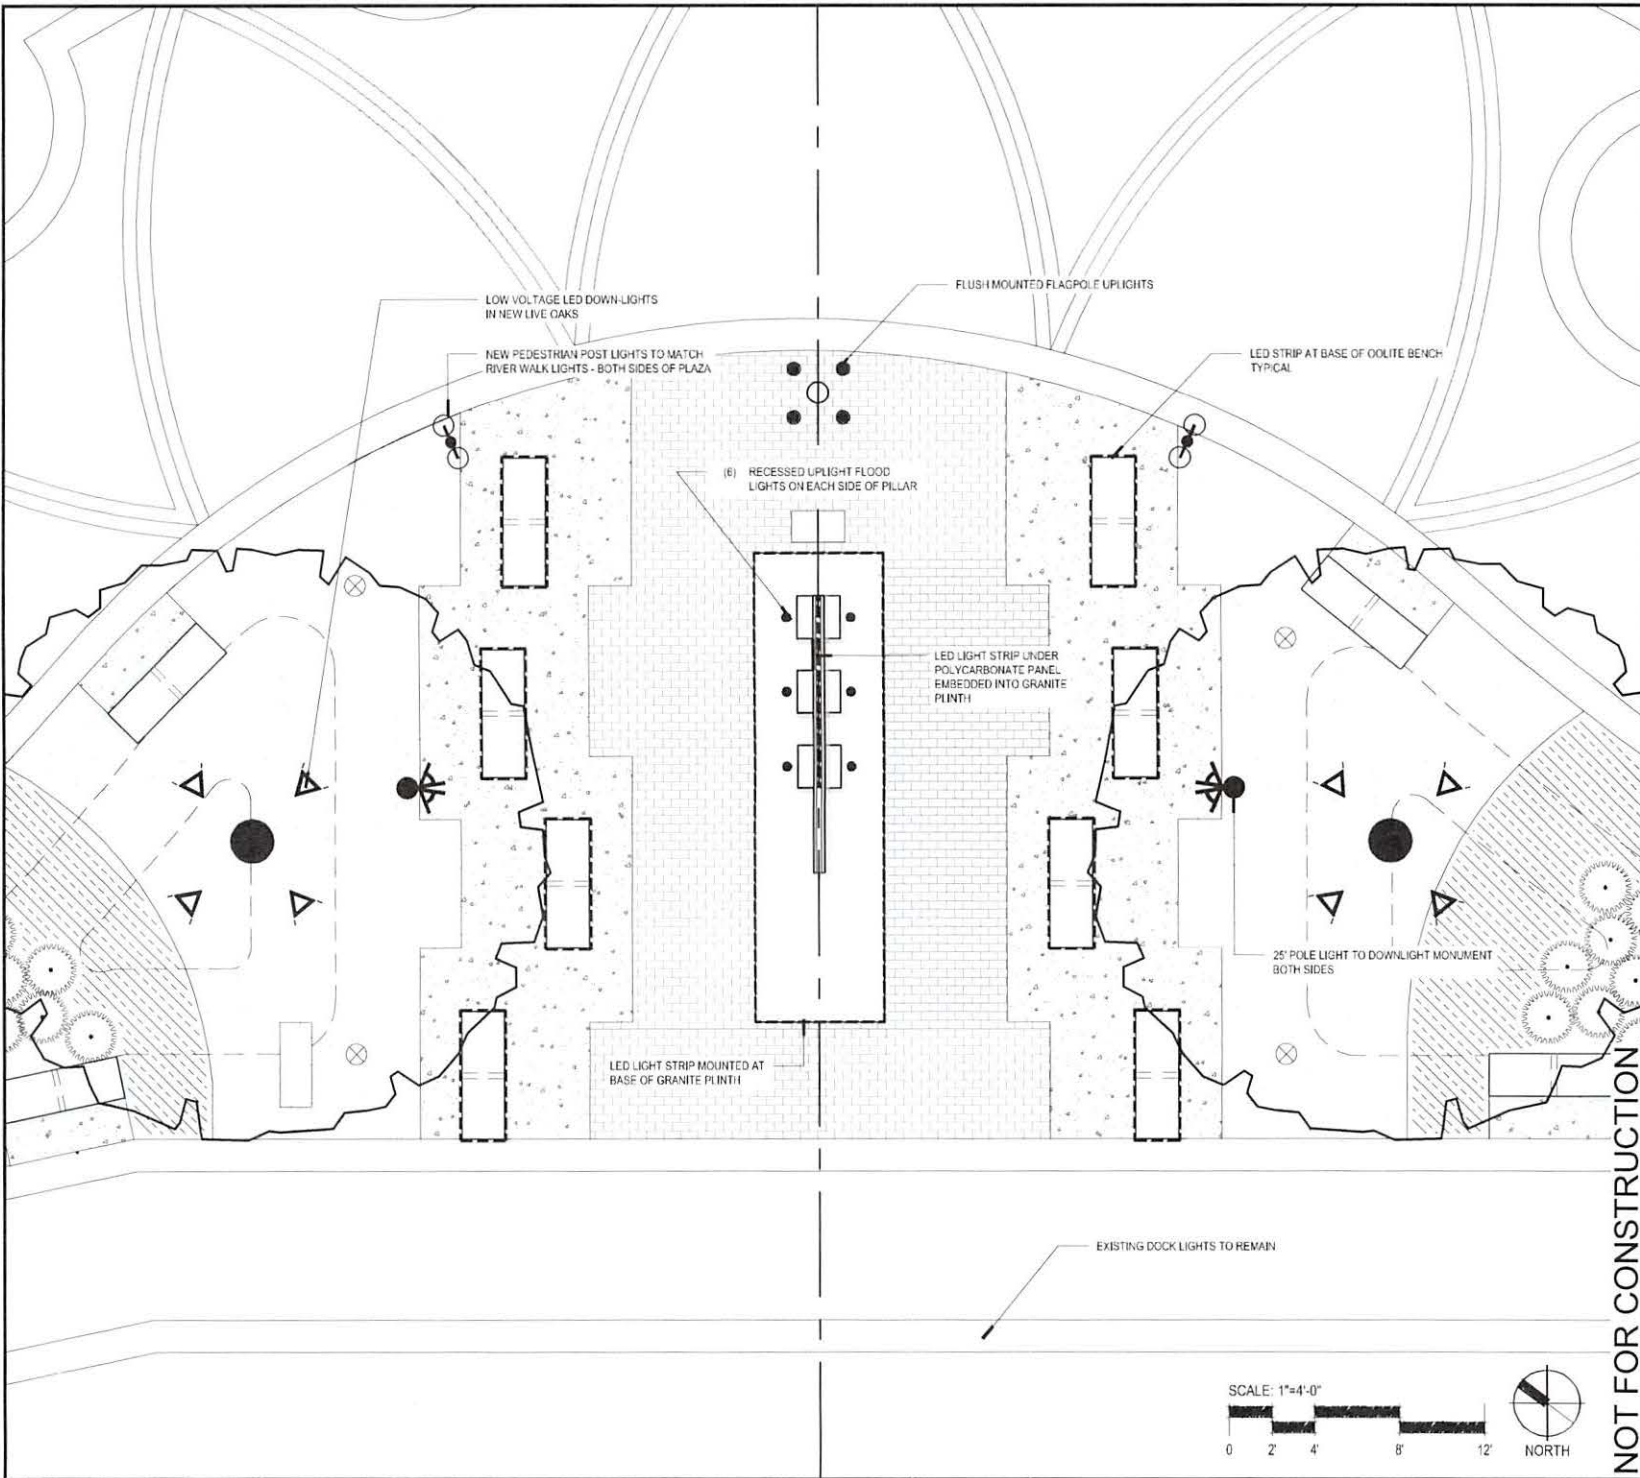 LOW VOLTAGE LED DOWN-LIGHTS
IN NEW LIVE OAKS
FLUSH MOUNTED FLAGPOLE UPLIGHTS
NEW PEDESTRIAN POST LIGHTS TO MATCH
RIVER WALK LIGHTS - BOTH SIDES OF PLAZA
LED STRIP AT BASE OF OOLITE BENCH
TYPICAL
(6) RECESSED UPLIGHT FLOOD
LIGHTS ON EACH SIDE OF PILLAR
LED LIGHT STRIP UNDER
POLYCARBONATE PANEL
EMBEDDED INTO GRANITE
PLINTH
25' POLE LIGHT TO DOWNLIGHT MONUMENT
BOTH SIDES
LED LIGHT STRIP MOUNTED AT
BASE OF GRANITE PLINTH
EXISTING DOCK LIGHTS TO REMAIN
SCALE: 1"=4'-0"
0 2' 4' 8' 12'
NORTH
NOT FOR CONSTRUCTION